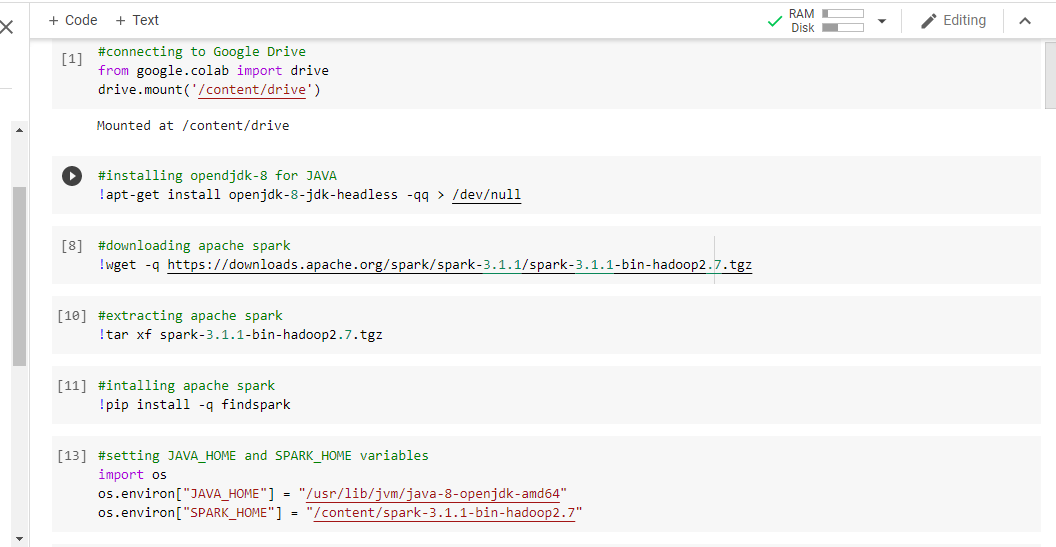 + Code + Text
RAM
Disk
Editing
[1] #connecting to Google Drive
from google.colab import drive
drive.mount('/content/drive')
Mounted at /content/drive
#installing opendjdk-8 for JAVA
!apt-get install openjdk-8-jdk-headless -qq > /dev/null
[8] #downloading apache spark
!wget -q https://downloads.apache.org/spark/spark-3.1.1/spark-3.1.1-bin-hadoop2.7.tgz
[10] #extracting apache spark
!tar xf spark-3.1.1-bin-hadoop2.7.tgz
[11] #intalling apache spark
!pip install -q findspark
[13] #setting JAVA_HOME and SPARK_HOME variables
import os
os.environ["JAVA_HOME"] = "/usr/lib/jvm/java-8-openjdk-amd64"
os.environ["SPARK_HOME"] = "/content/spark-3.1.1-bin-hadoop2.7"